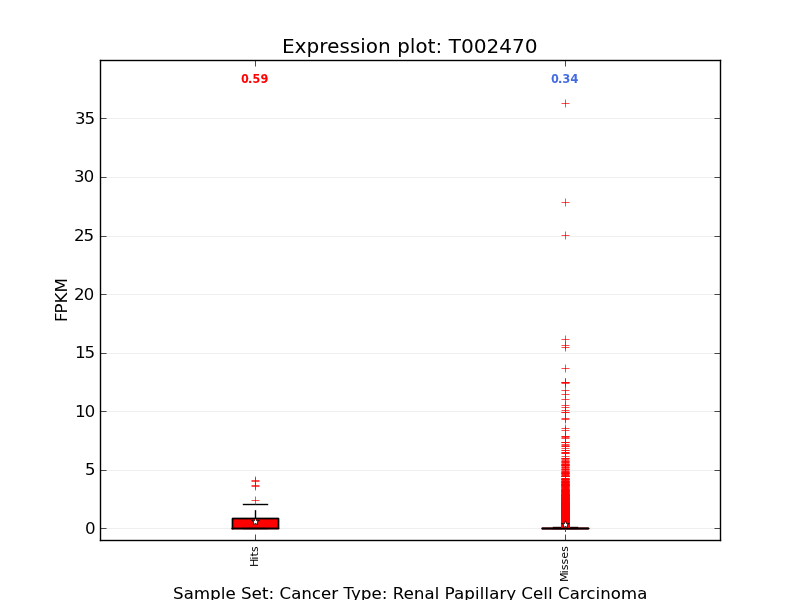 Expression plot: T002470
0.59
0.34
35
30
25
20
15
10
5
0
FPKM
Hits
Misses
Sample Set: Cancer Type: Renal Papillary Cell Carcinoma